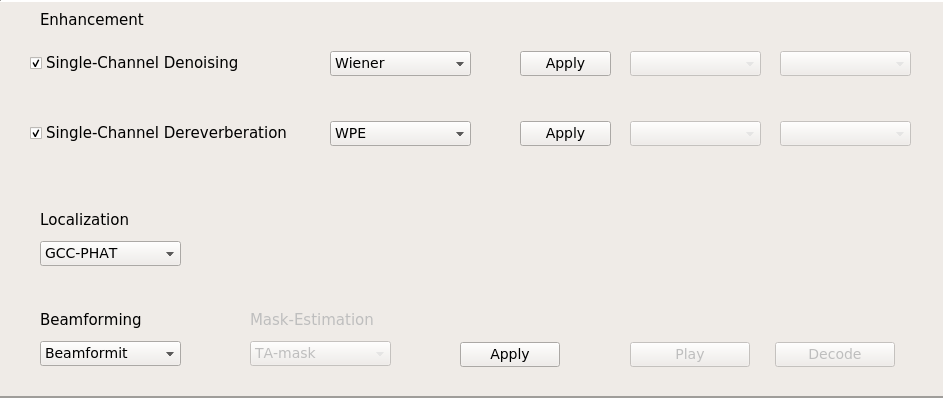 Enhancement
Single-Channel Denoising Wiener Apply
Single-Channel Dereverberation WPE Apply
Localization
GCC-PHAT
Beamforming Mask-Estimation
Beamformit TA-mask Apply Play Decode